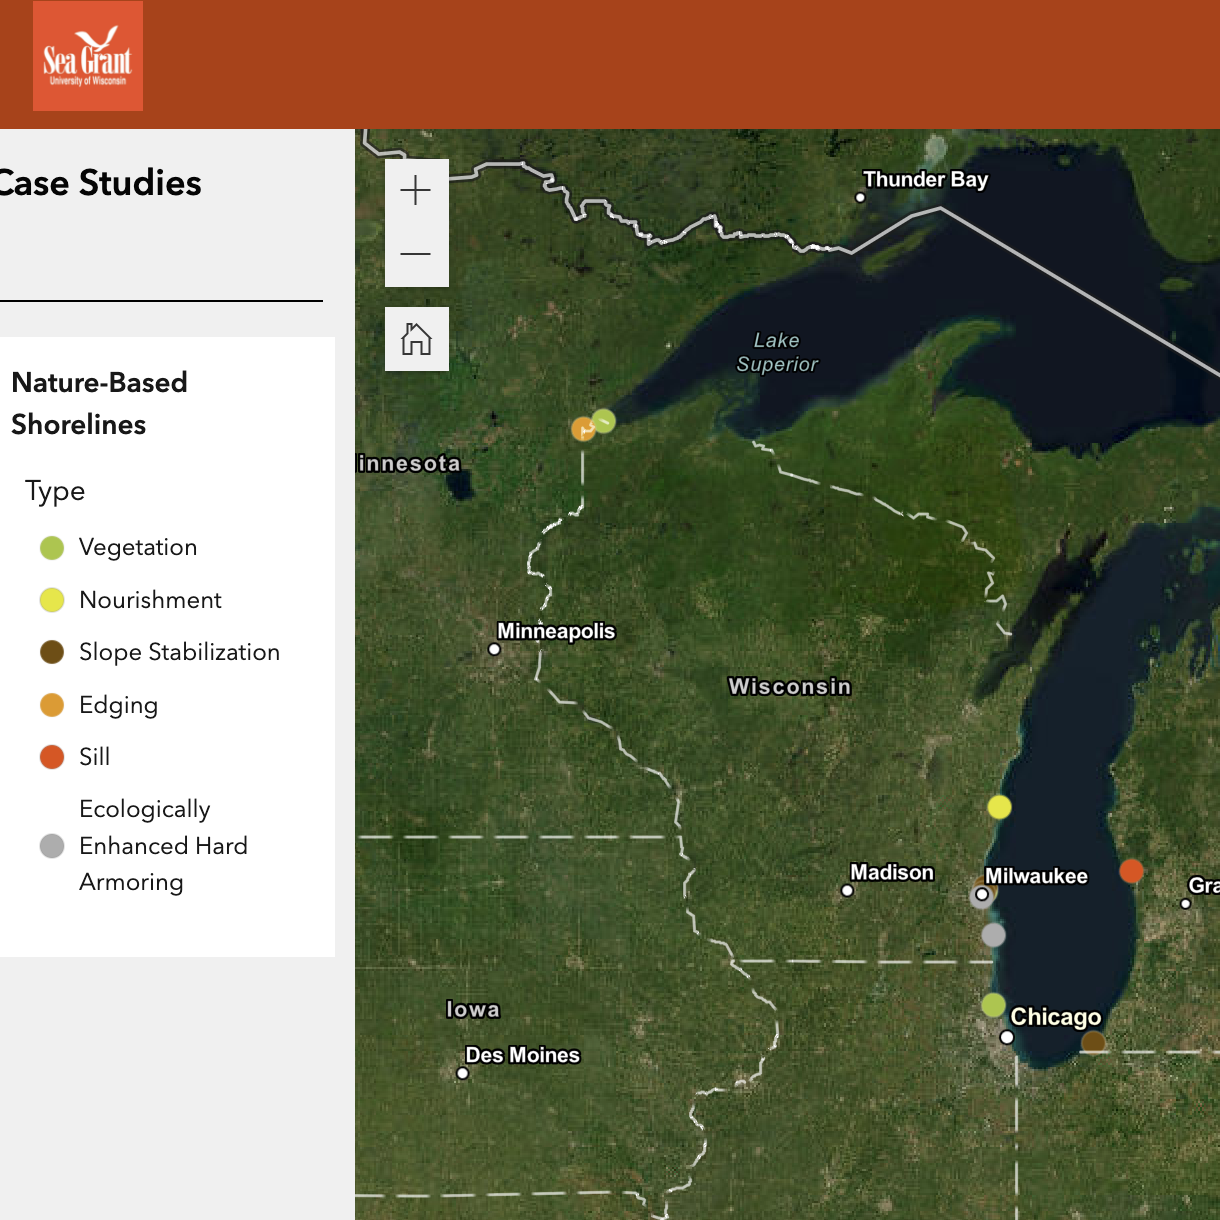 Sea Grant
University of Wisconsin
Case Studies
Nature-Based
Shorelines
Type
Vegetation
Nourishment
Slope Stabilization
Edging
Sill
Ecologically
Enhanced Hard
Armoring
Thunder Bay
Lake
Superior
innesota
Minneapolis
Wisconsin
Madison
Milwaukee
Gra
Iowa
Chicago
Des Moines